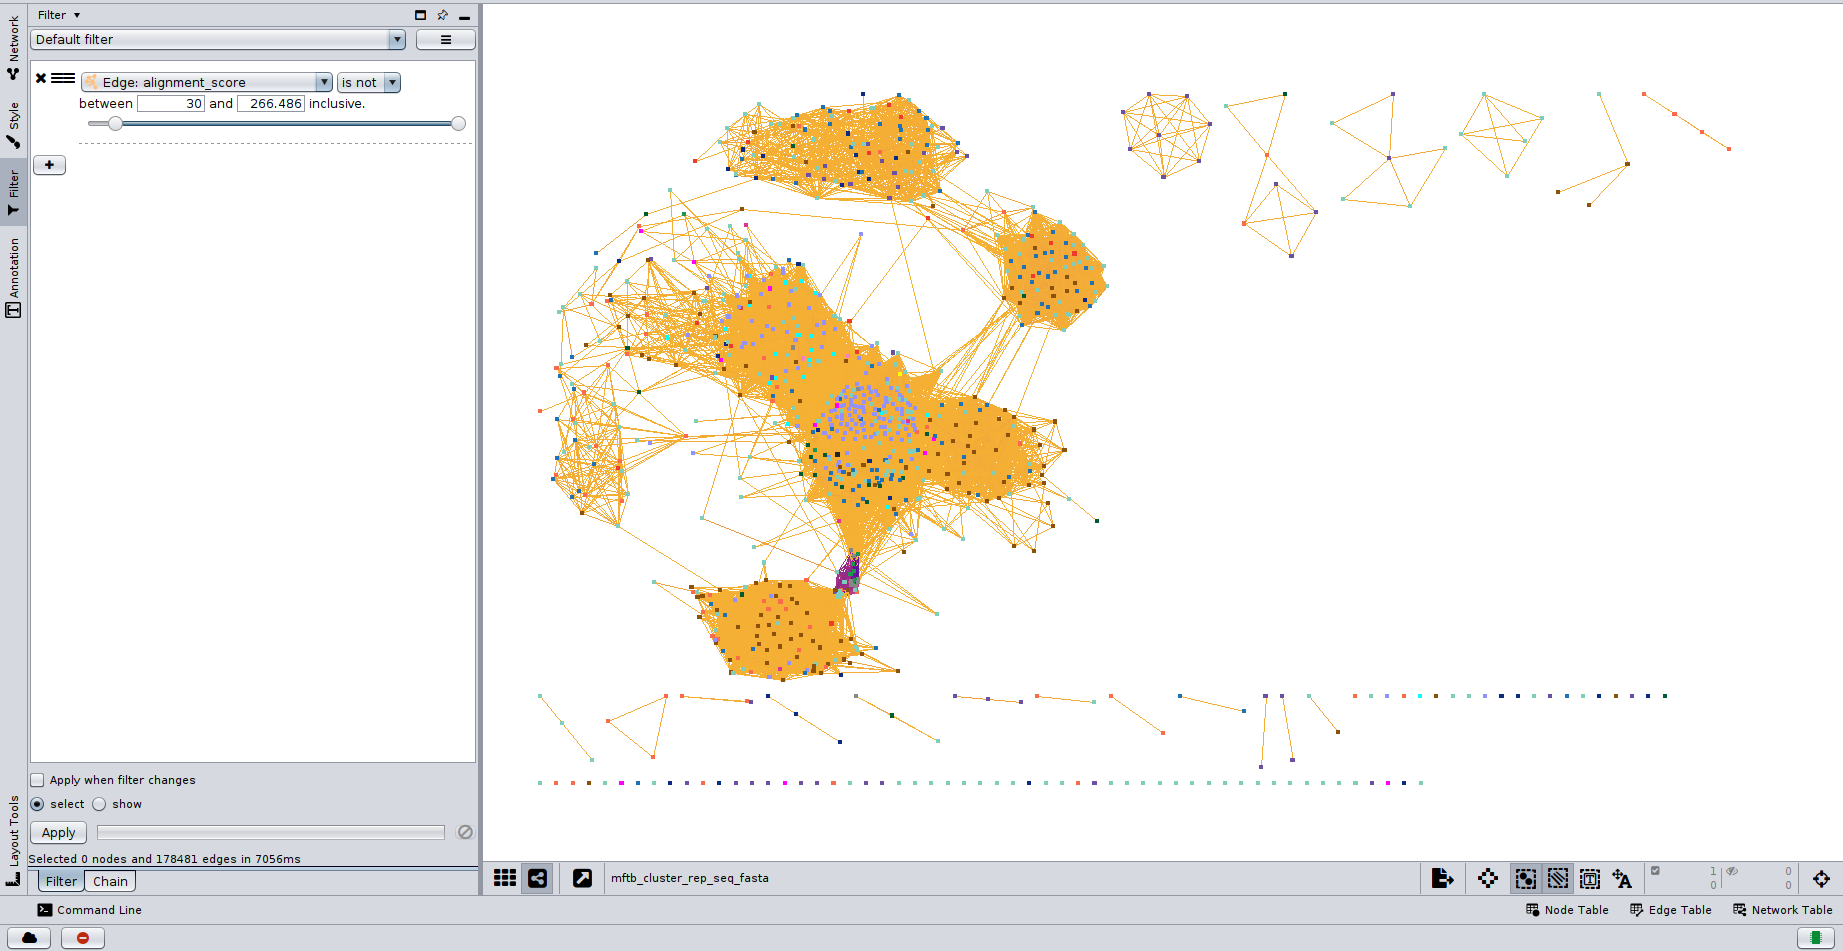 Network
Style
Filter
Annotation
Layout Tools
Filter
Default filter
Edge: alignment_score
is not
between 30 and 266.486 inclusive.
+
Apply when filter changes
select show
Apply
Selected 0 nodes and 178481 edges in 7056ms
Filter Chain
mftb_cluster_rep_seq_fasta
T
A
1 0
0 0
Command Line
Node Table Edge Table Network Table